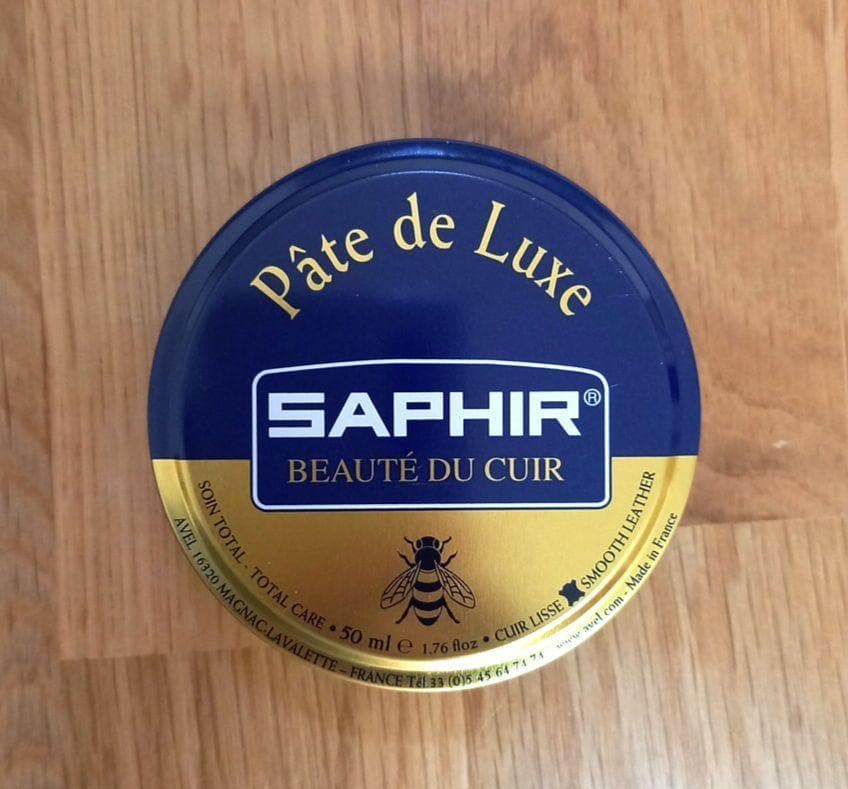 Pâte de Luxe
SAPHIR®
BEAUTÉ DU CUIR
SOIN TOTAL - TOTAL CARE • 50 ml ℮ 1.76 floz • CUIR LISSE SMOOTH LEATHER
AVEL 16320 MAGNAC-LAVALETTE – FRANCE Tél 33 (0)5 45 64 74 74 - www.avel.com - Made in France